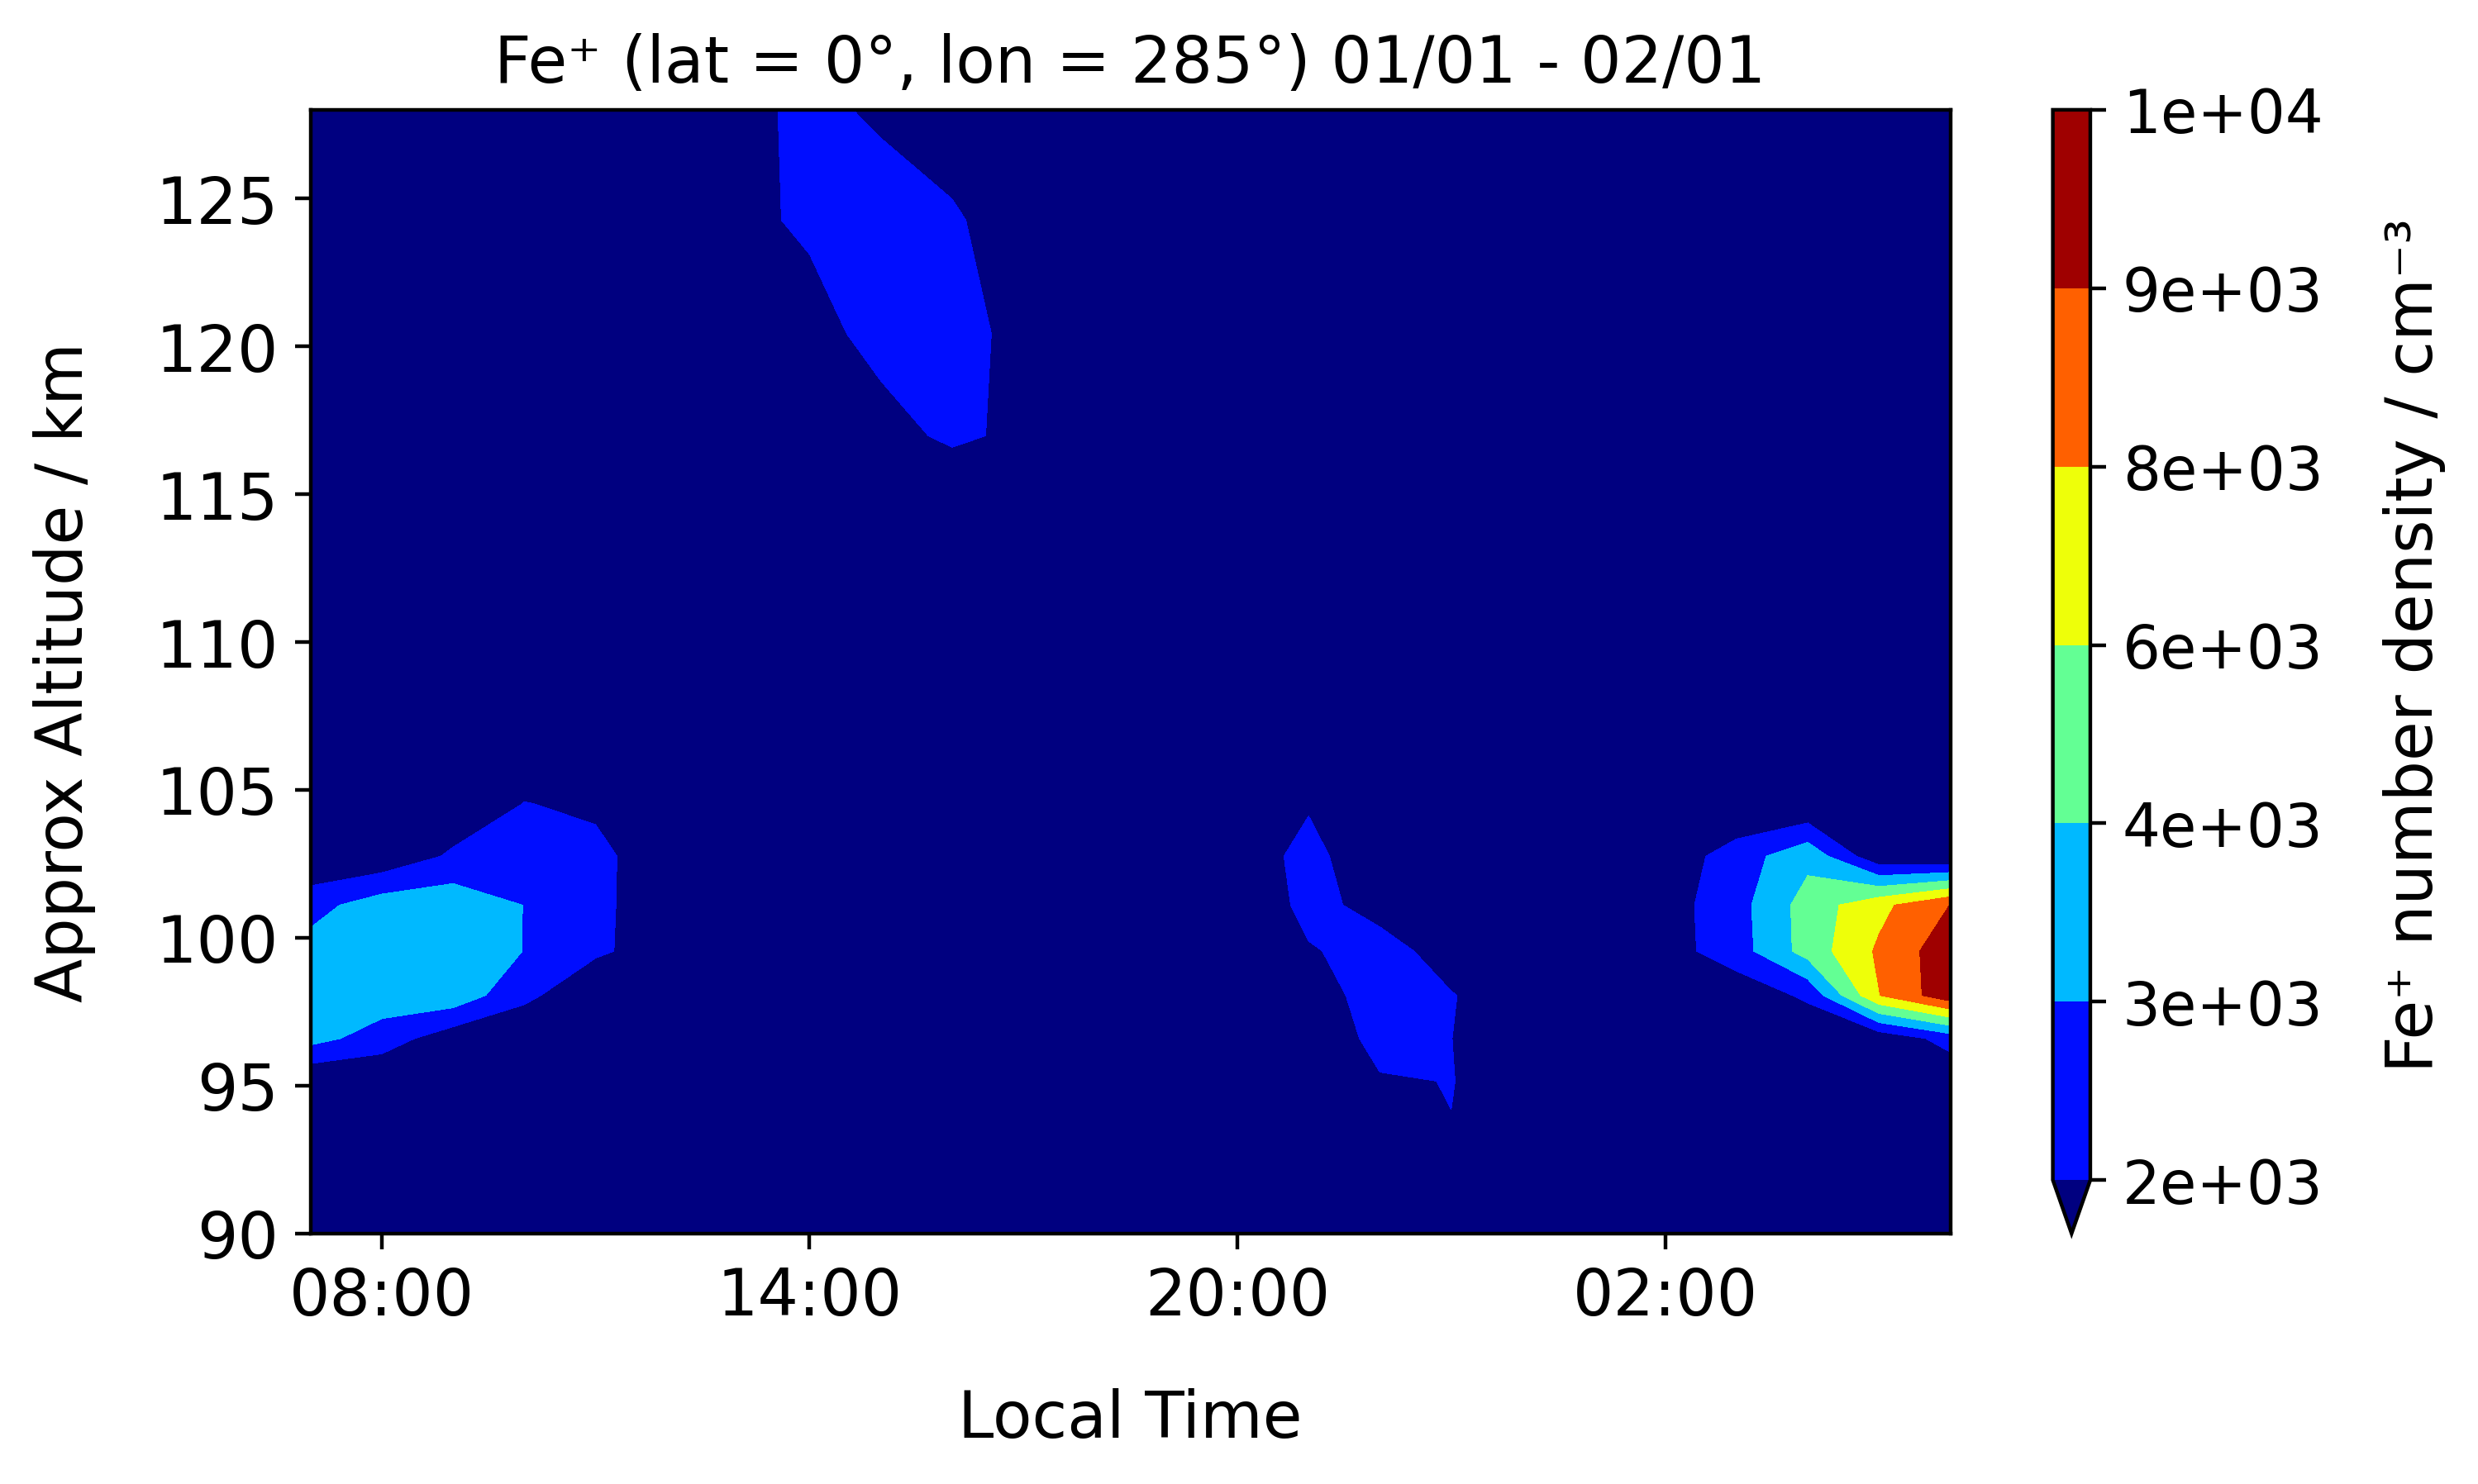 Fe⁺ (lat = 0°, lon = 285°) 01/01 - 02/01
Approx Altitude / km
125
120
115
110
105
100
95
90
08:00
14:00
20:00
02:00
Local Time
1e+04
9e+03
8e+03
6e+03
4e+03
3e+03
2e+03
Fe⁺ number density / cm⁻³